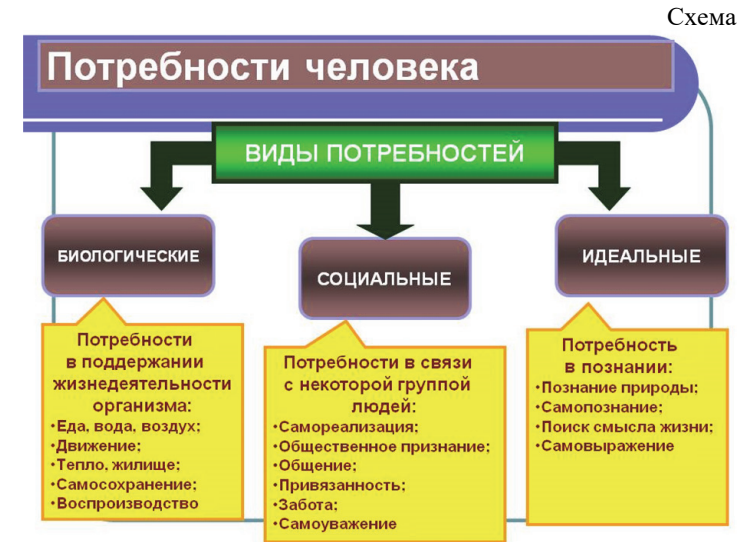 Схема
Потребности человека
ВИДЫ ПОТРЕБНОСТЕЙ
БИОЛОГИЧЕСКИЕ
СОЦИАЛЬНЫЕ
ИДЕАЛЬНЫЕ
Потребности
в поддержании
жизнедеятельности
организма:
•Еда, вода, воздух;
•Движение;
•Тепло, жилище;
•Самосохранение;
•Воспроизводство
Потребности в связи
с некоторой группой
людей:
•Самореализация;
•Общественное признание;
•Общение;
•Привязанность;
•Забота;
•Самоуважение
Потребность
в познании:
•Познание природы;
•Самопознание;
•Поиск смысла жизни;
•Самовыражение